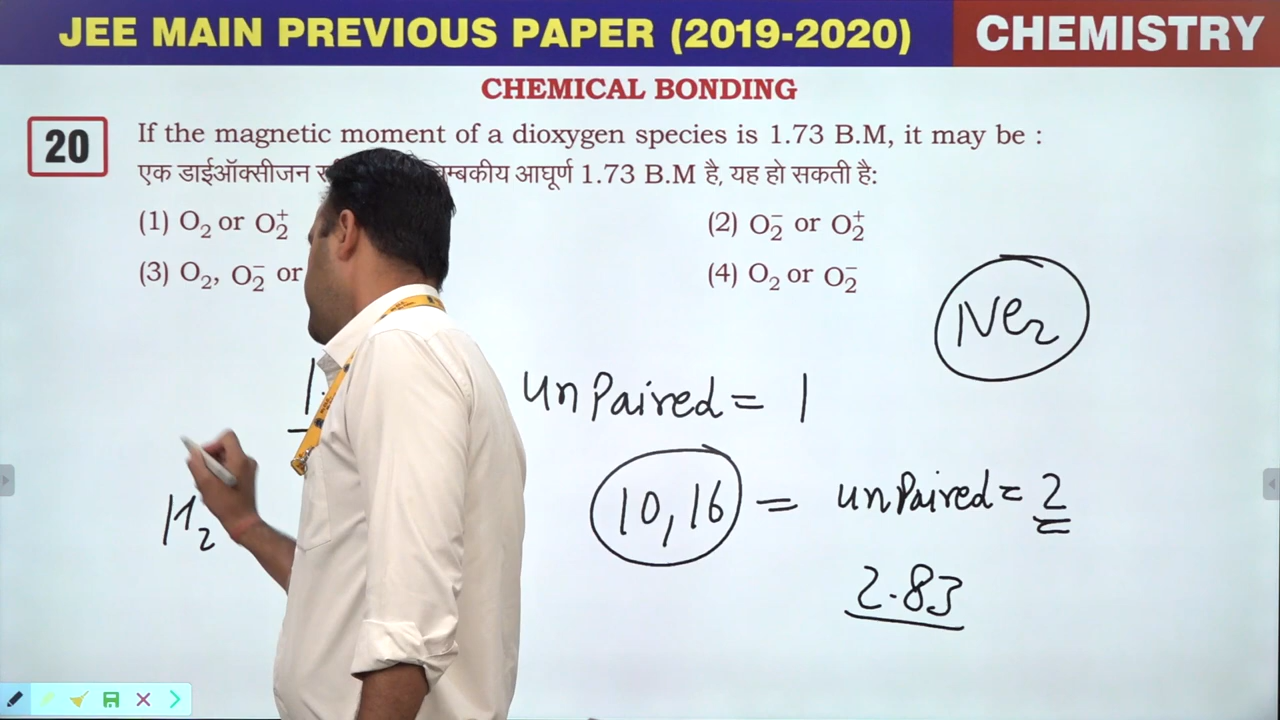 JEE MAIN PREVIOUS PAPER (2019-2020) CHEMISTRY
CHEMICAL BONDING
20 If the magnetic moment of a dioxygen species is 1.73 B.M, it may be :
एक डाईऑक्सीजन आघूर्ण 1.73 B.M है, यह हो सकती है:
(1) O₂ or O₂⁺ (2) O₂⁻ or O₂⁺
(3) O₂, O₂⁻ or (4) O₂ or O₂⁻
Ne₂
unPaired = 1
10, 16 = unPaired = 2
H₂
2.83